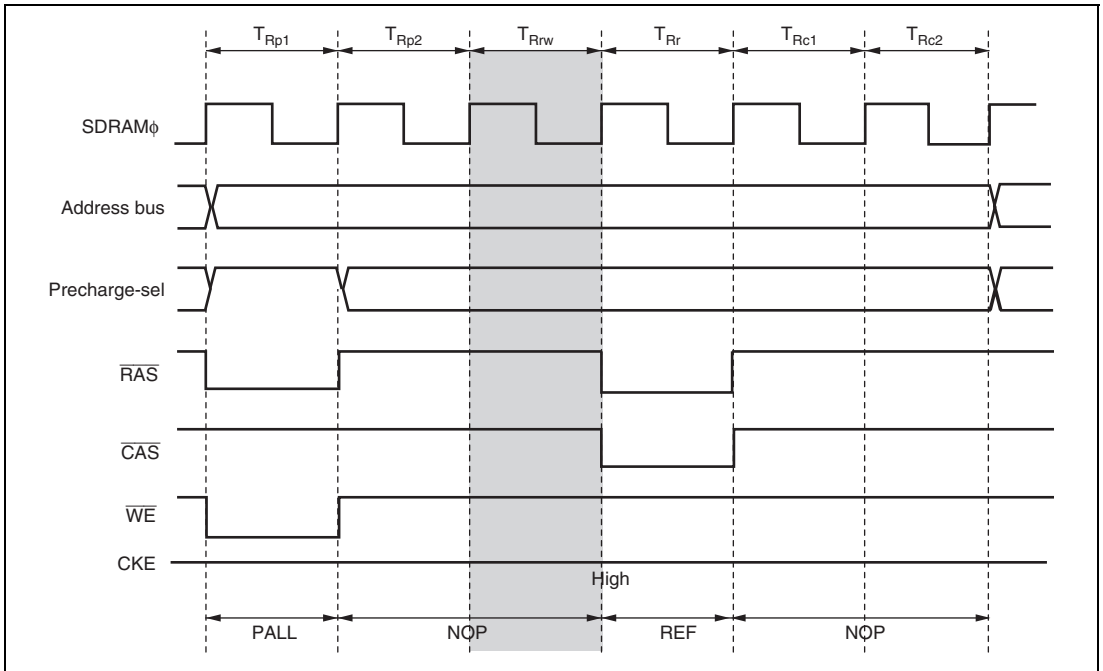 TRp1 TRp2 TRrw TRr TRc1 TRc2
SDRAMϕ
Address bus
Precharge-sel
RAS
CAS
WE
CKE
High
PALL NOP REF NOP